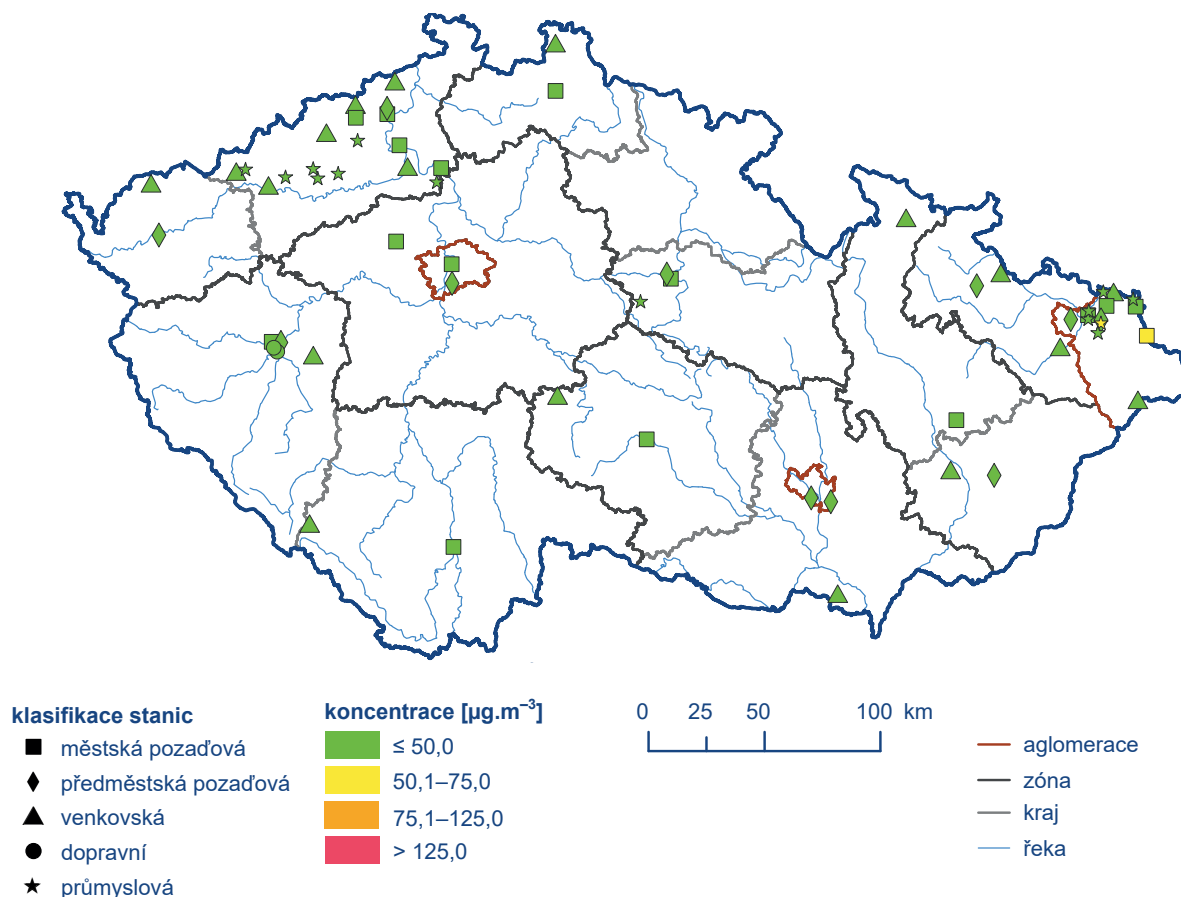 klasifikace stanic
městská pozaďová
předměstská pozaďová
venkovská
dopravní
průmyslová
koncentrace [µg.m⁻³]
≤ 50,0
50,1–75,0
75,1–125,0
> 125,0
0 25 50 100 km
aglomerace
zóna
kraj
řeka